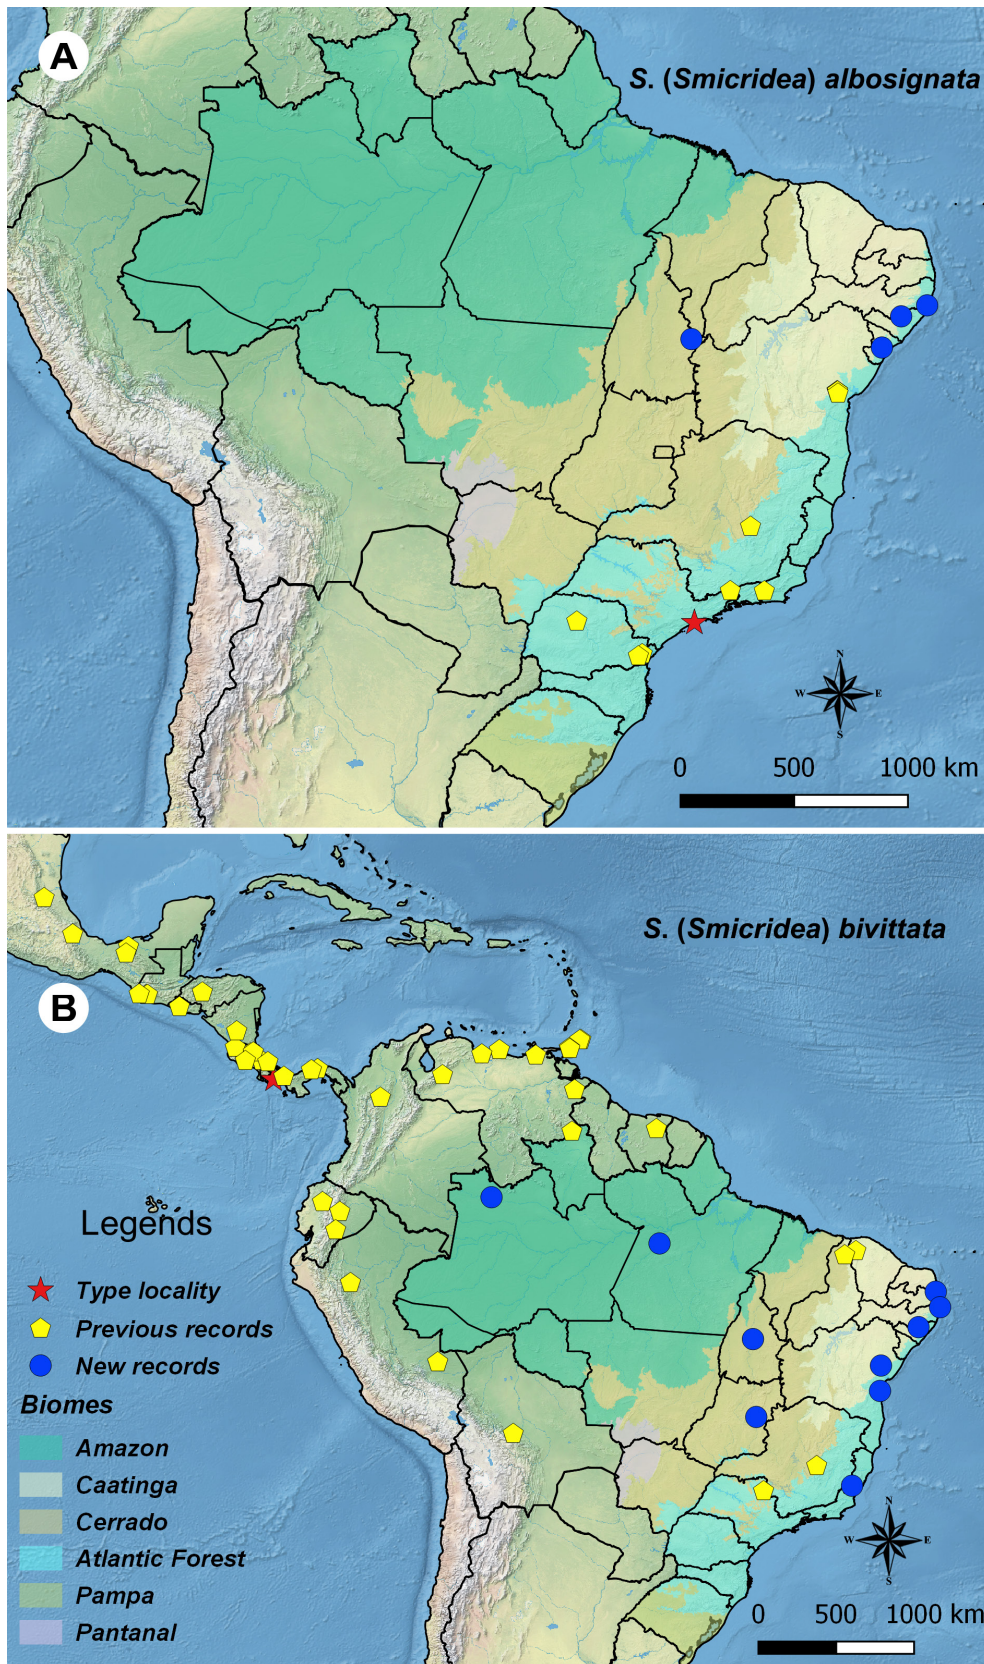 A
S. (Smicridea) albosignata
N
W E
S
0 500 1000 km
S. (Smicridea) bivittata
B
Legends
Type locality
Previous records
New records
Biomes
Amazon
Caatinga
Cerrado
Atlantic Forest
Pampa
Pantanal
N
W E
S
0 500 1000 km